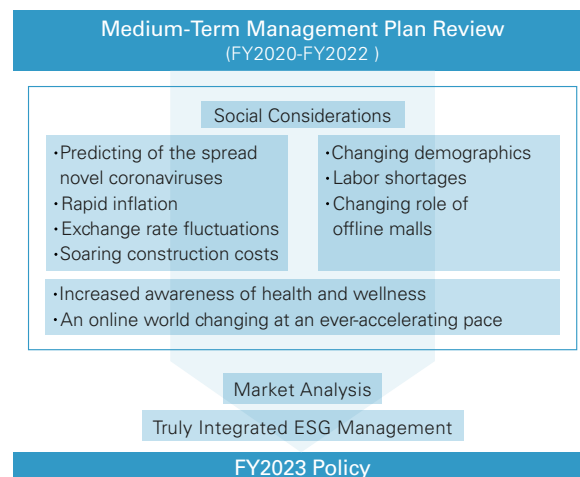 Medium-Term Management Plan Review
(FY2020-FY2022 )
Social Considerations
・Predicting of the spread
novel coronaviruses
・Rapid inflation
・Exchange rate fluctuations
・Soaring construction costs
・Changing demographics
・Labor shortages
・Changing role of
offline malls
・Increased awareness of health and wellness
・An online world changing at an ever-accelerating pace
Market Analysis
Truly Integrated ESG Management
FY2023 Policy